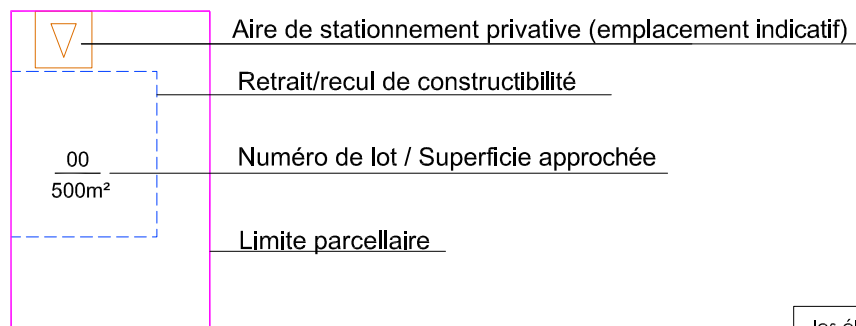 Aire de stationnement privative (emplacement indicatif)
Retrait/recul de constructibilité
00
Numéro de lot / Superficie approchée
500m²
Limite parcellaire